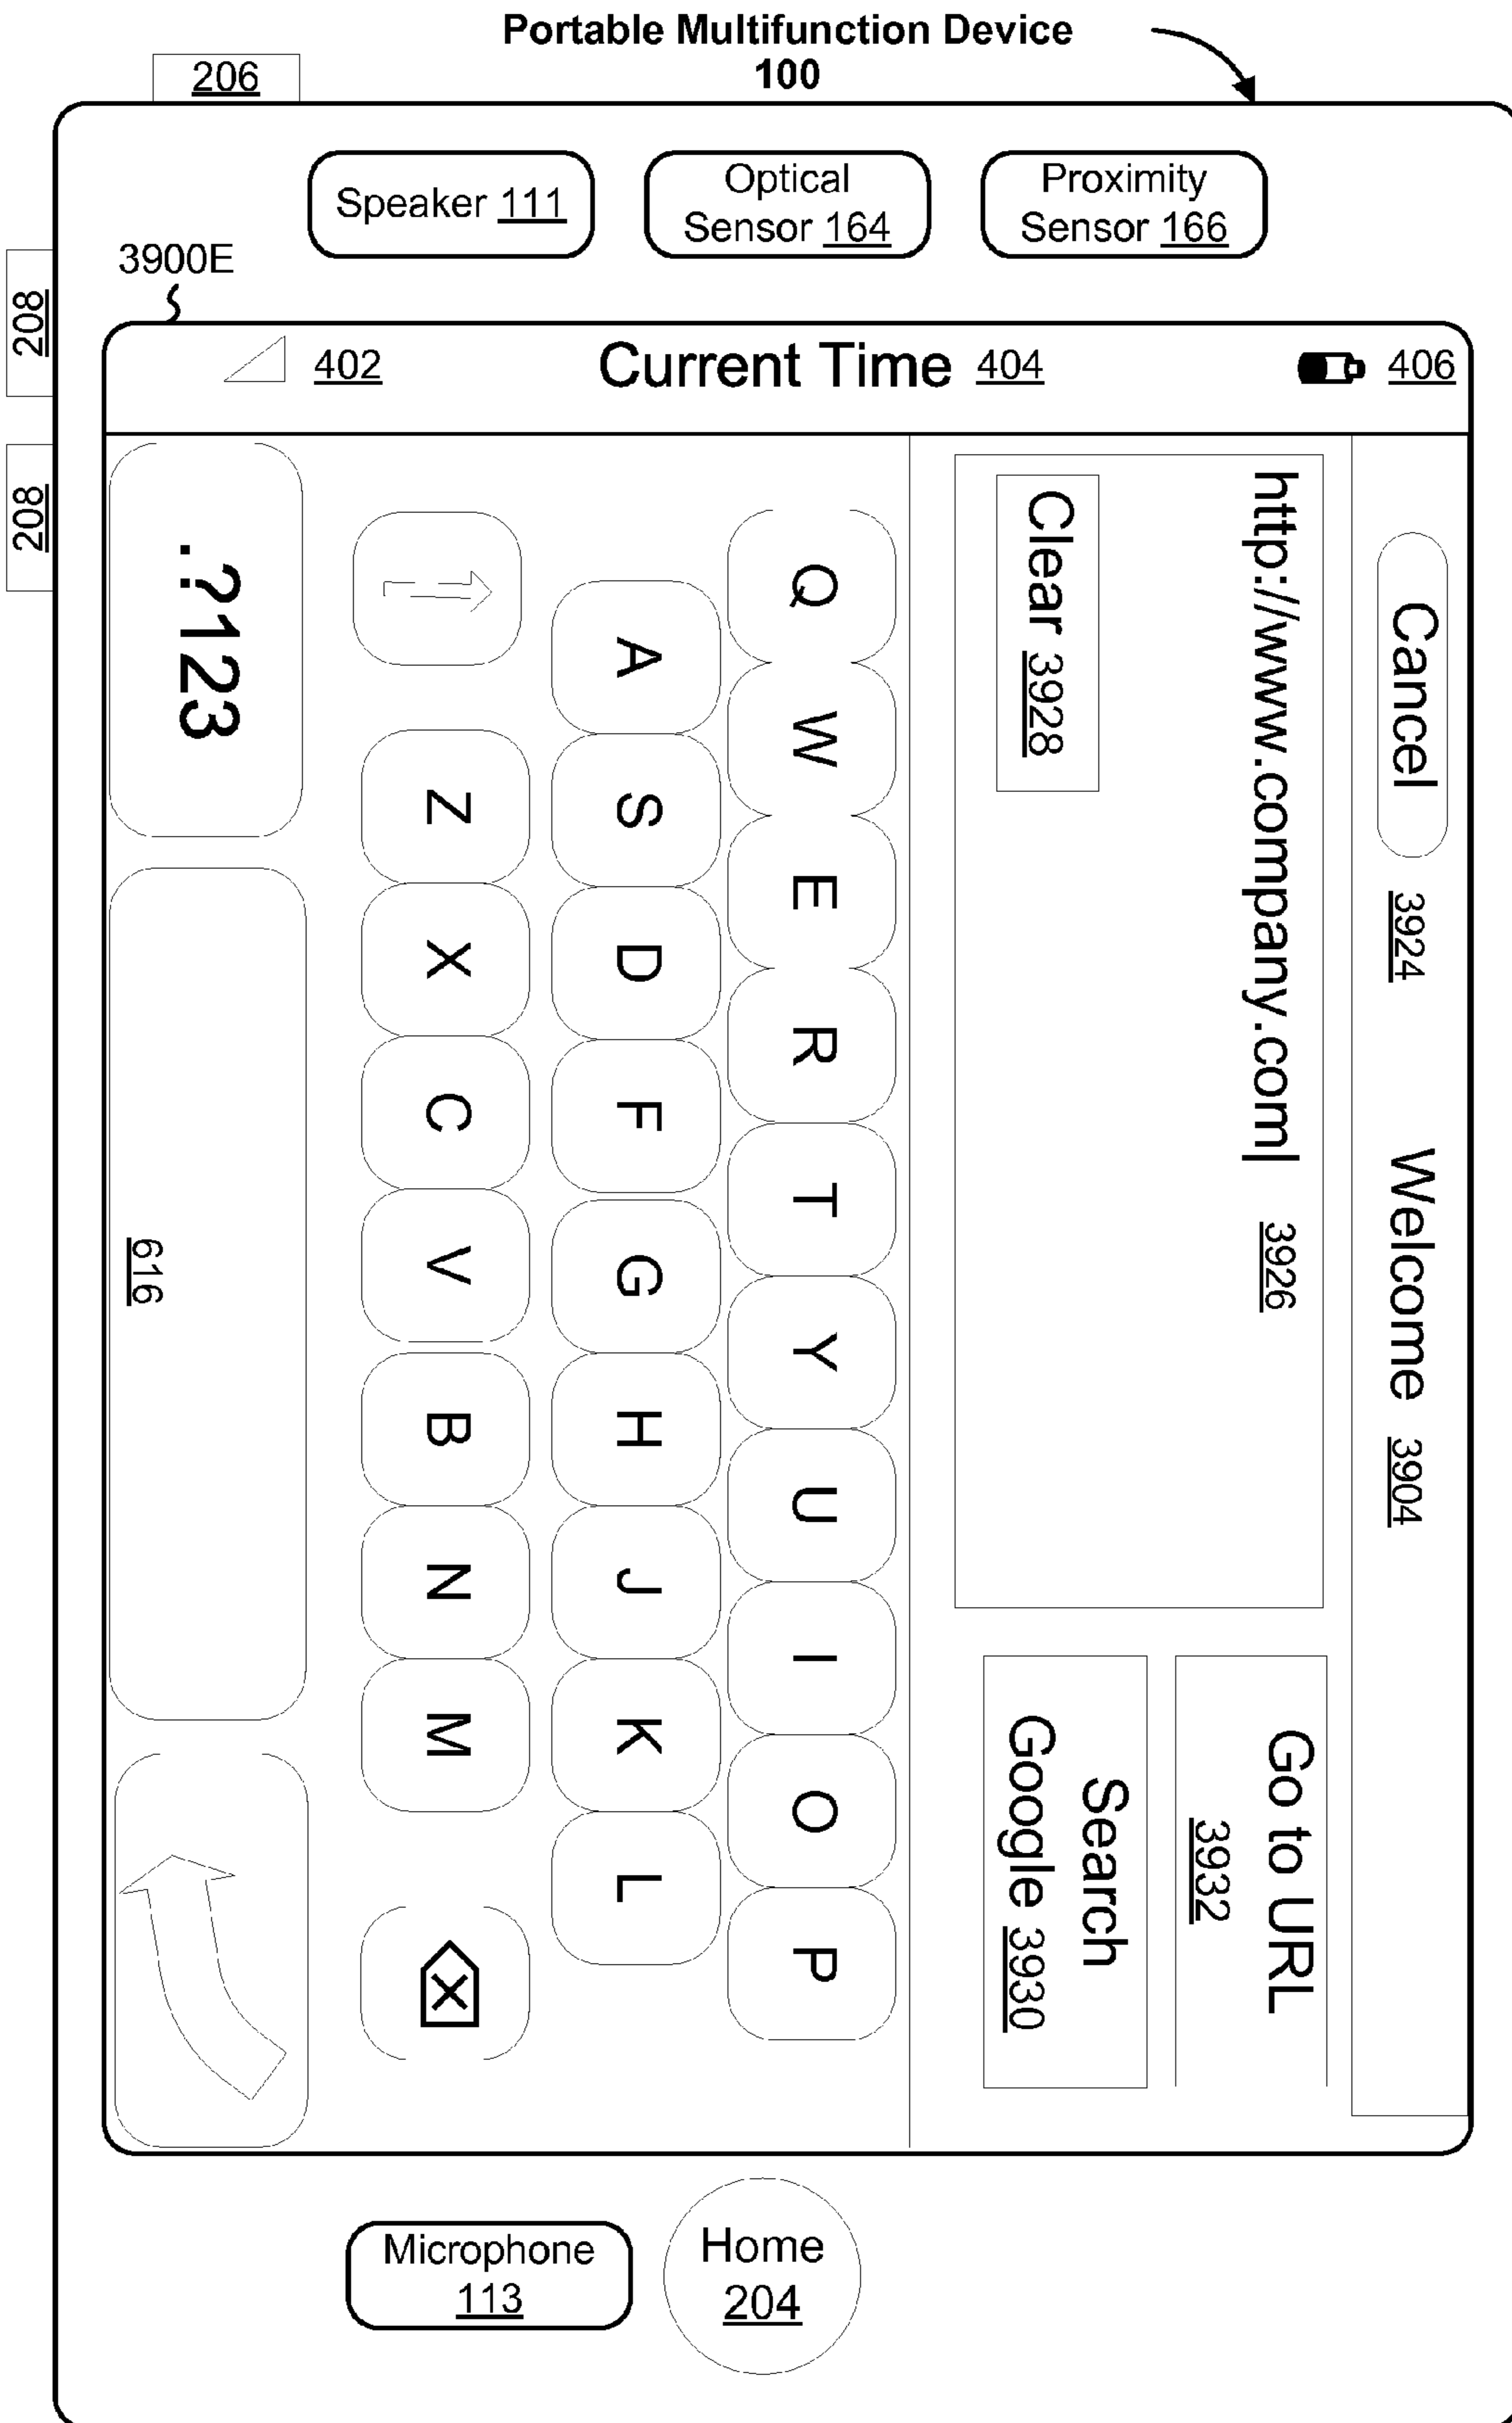 Portable Multifunction Device
100
206
Speaker 111
Optical
Sensor 164
Proximity
Sensor 166
3900E
208
208
402
Current Time 404
406
Cancel 3924
Welcome 3904
http://www.company.com| 3926
Clear 3928
Go to URL
3932
Search
Google 3930
Q W E R T Y U I O P
A S D F G H J K L
Z X C V B N M
.?123
616
Microphone
113
Home
204